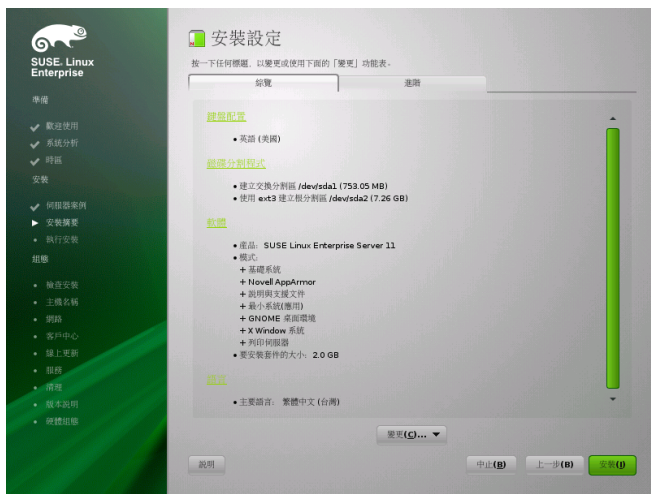 SUSE. Linux
Enterprise
準備
歡迎使用
系統分析
時區
安裝
伺服器案例
安裝摘要
執行安裝
組態
檢查安裝
主機名稱
網路
客戶中心
線上更新
服務
清理
版本說明
硬體組態
安裝設定
按一下任何標題，以變更或使用下面的「變更」功能表。
綜覽
進階
鍵盤配置
• 英語 (美國)
磁碟分割程式
• 建立交換分割區 /dev/sda1 (753.05 MB)
• 使用 ext3 建立根分割區 /dev/sda2 (7.26 GB)
軟體
• 產品： SUSE Linux Enterprise Server 11
• 模式：
+ 基礎系統
+ Novell AppArmor
+ 說明與支援文件
+ 最小系統(應用)
+ GNOME 桌面環境
+ X Window 系統
+ 列印伺服器
• 要安裝套件的大小： 2.0 GB
語言
• 主要語言： 繁體中文 (台灣)
變更(C)...
說明
中止(B)
上一步(B)
安裝(I)